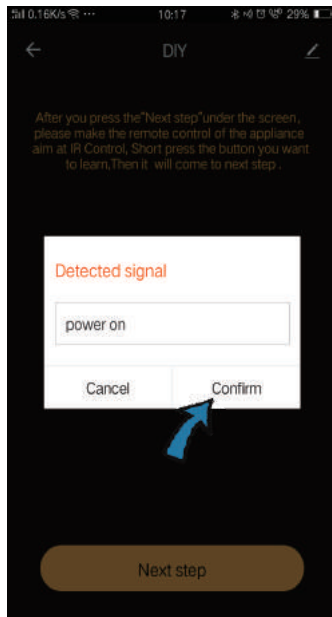 0.16K/s ··· 10:17 29%
DIY
After you press the"Next step"under the screen,
please make the remote control of the appliance
aim at IR Control, Short press the button you want
to learn.Then it will come to next step .
Detected signal
power on
Cancel Confirm
Next step